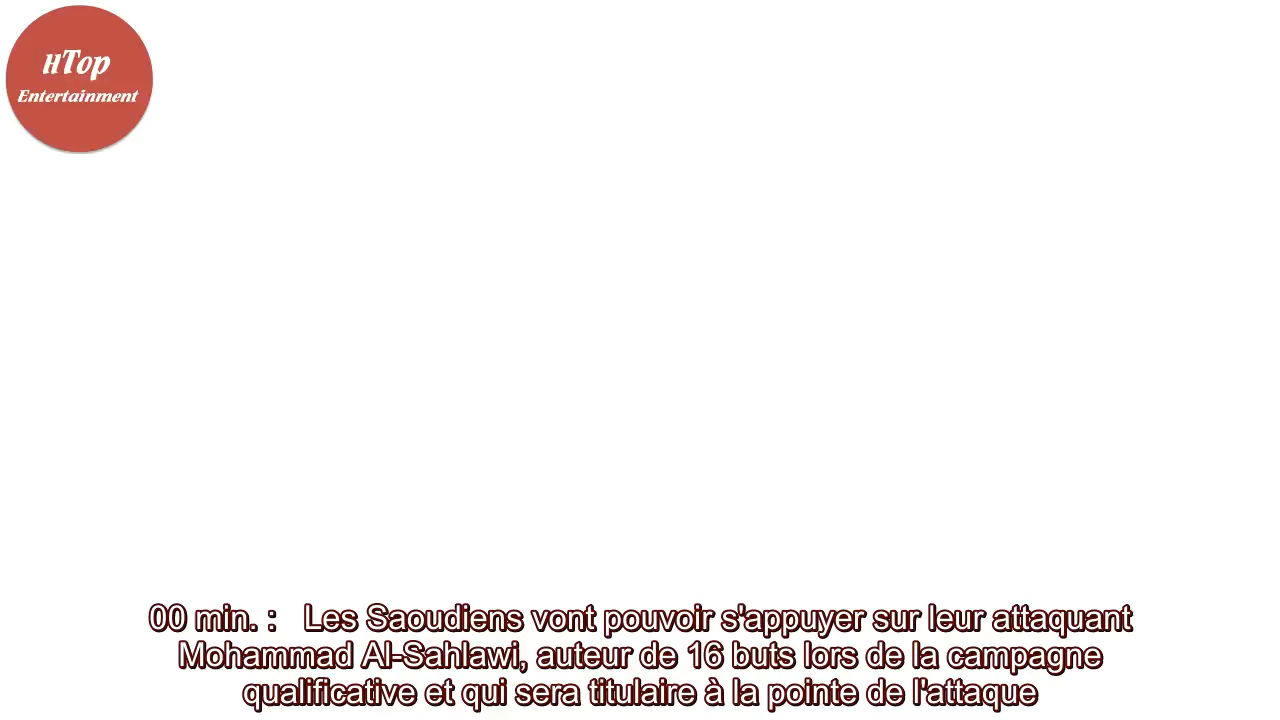 HTop
Entertainment
00 min. : Les Saoudiens vont pouvoir s'appuyer sur leur attaquant
Mohammad Al-Sahlawi, auteur de 16 buts lors de la campagne
qualificative et qui sera titulaire à la pointe de l'attaque